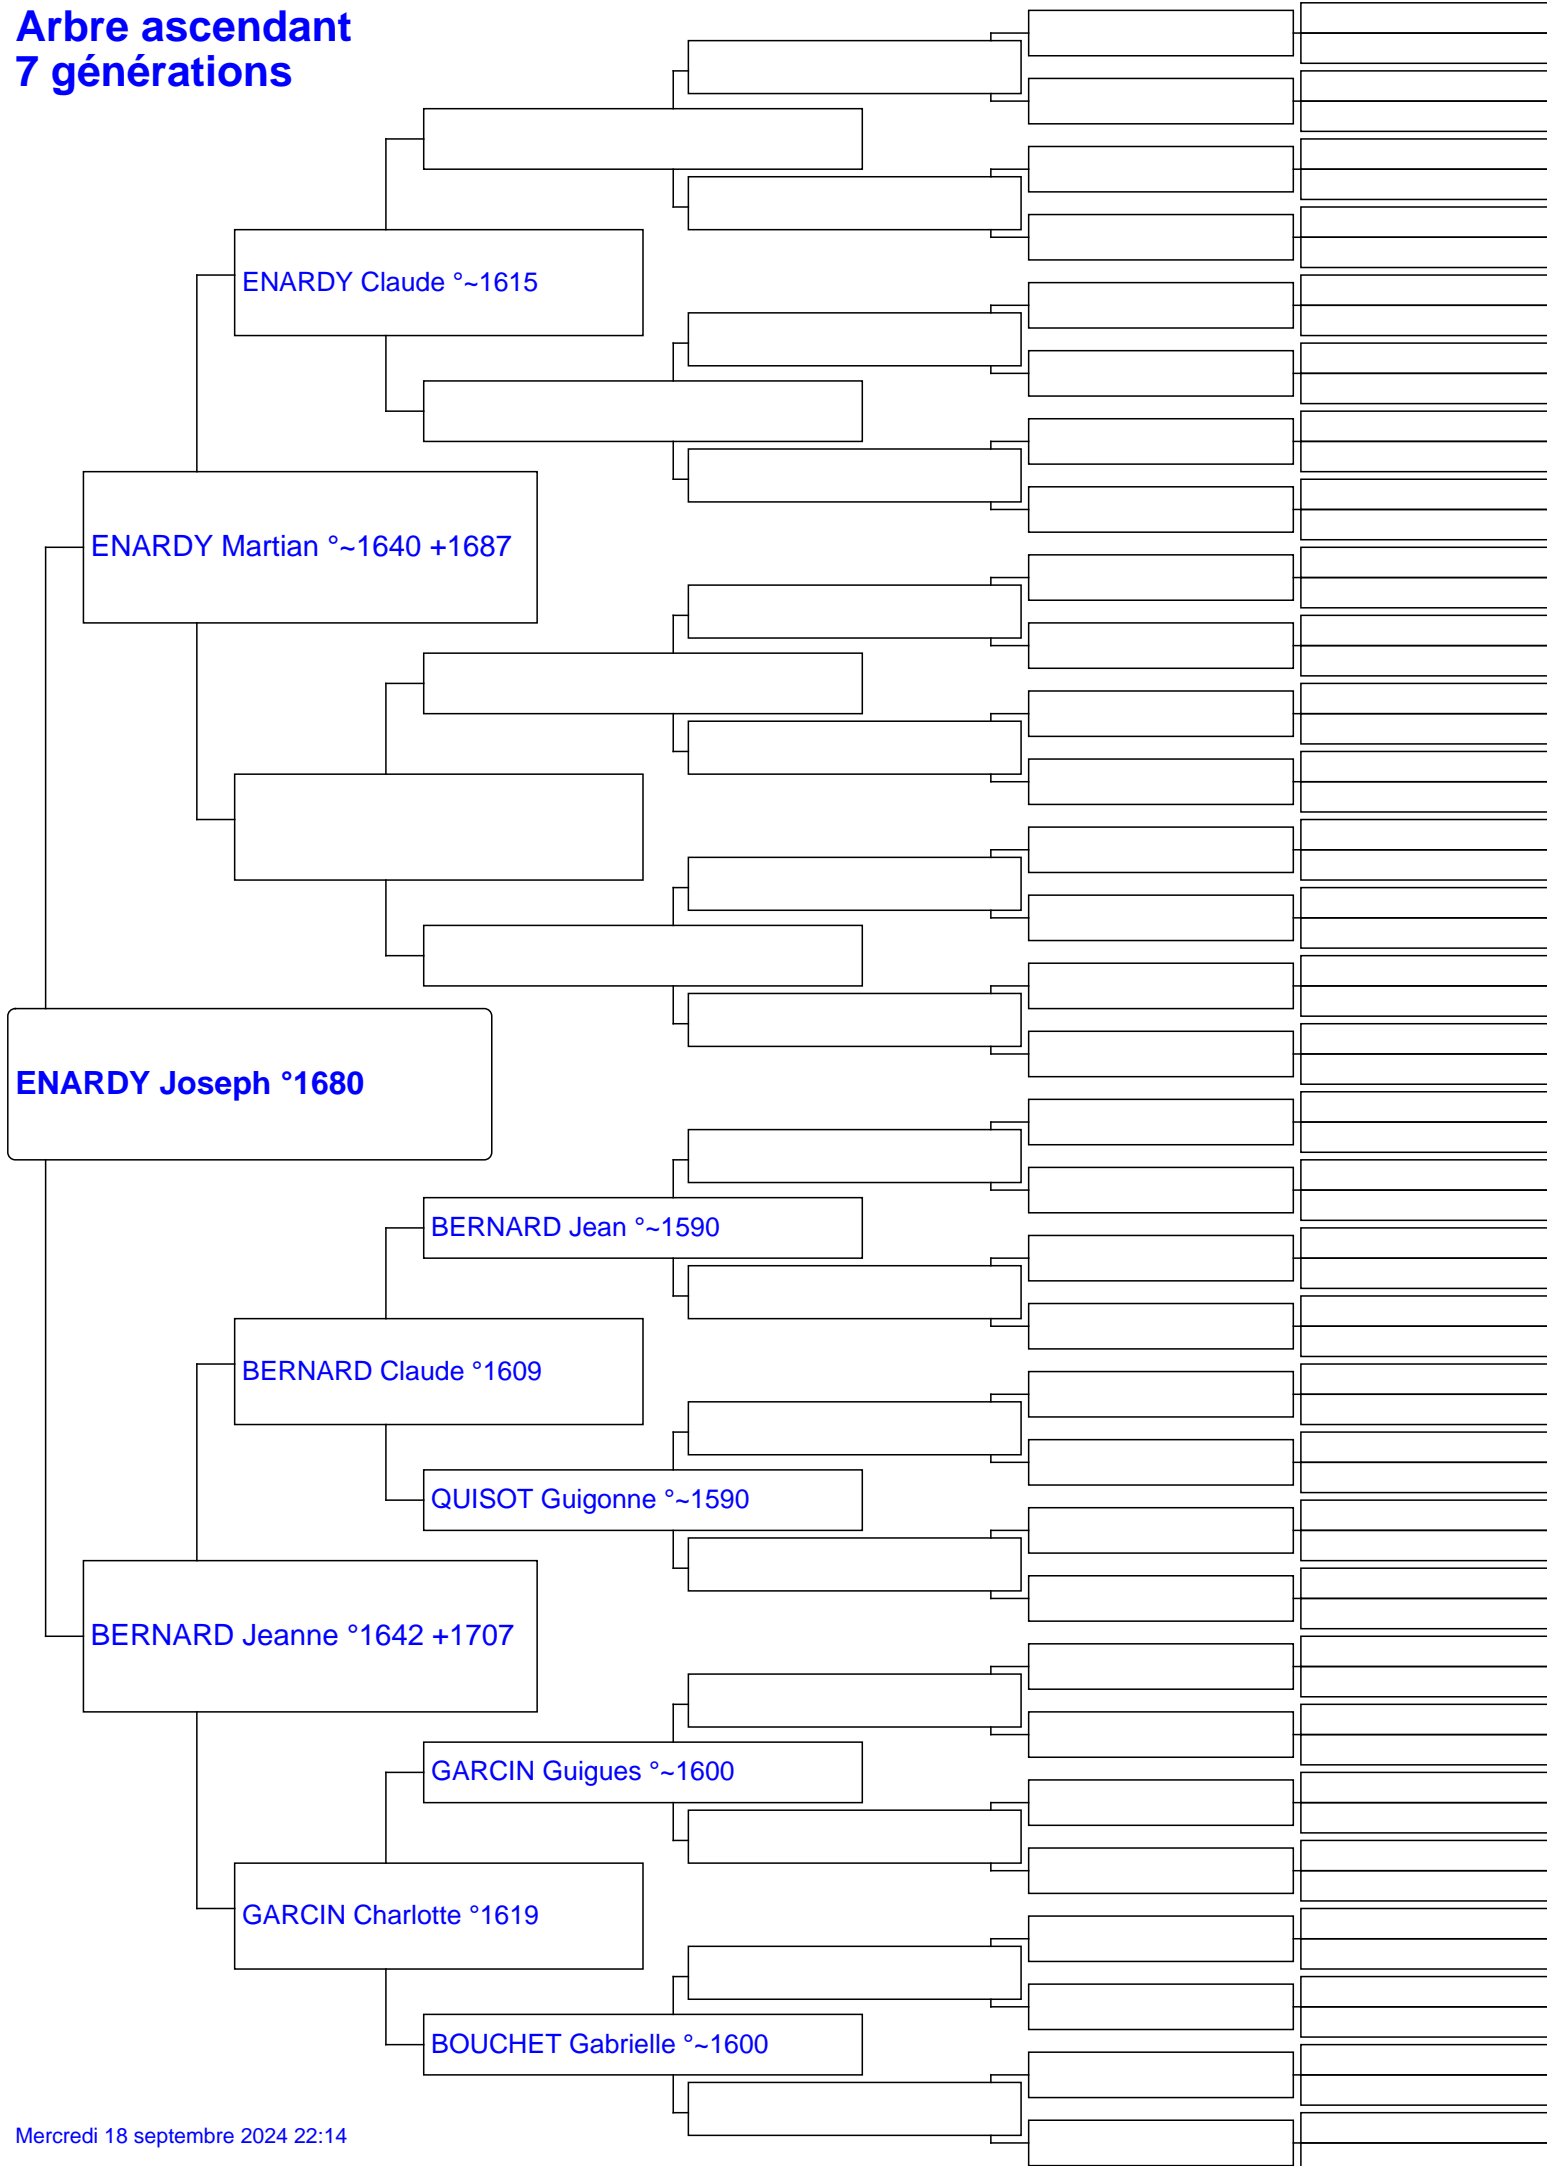 Arbre ascendant
7 générations
ENARDY Claude °~1615
ENARDY Martian °~1640 +1687
ENARDY Joseph °1680
BERNARD Jean °~1590
BERNARD Claude °1609
QUISOT Guigonne °~1590
BERNARD Jeanne °1642 +1707
GARCIN Guigues °~1600
GARCIN Charlotte °1619
BOUCHET Gabrielle °~1600
Mercredi 18 septembre 2024 22:14